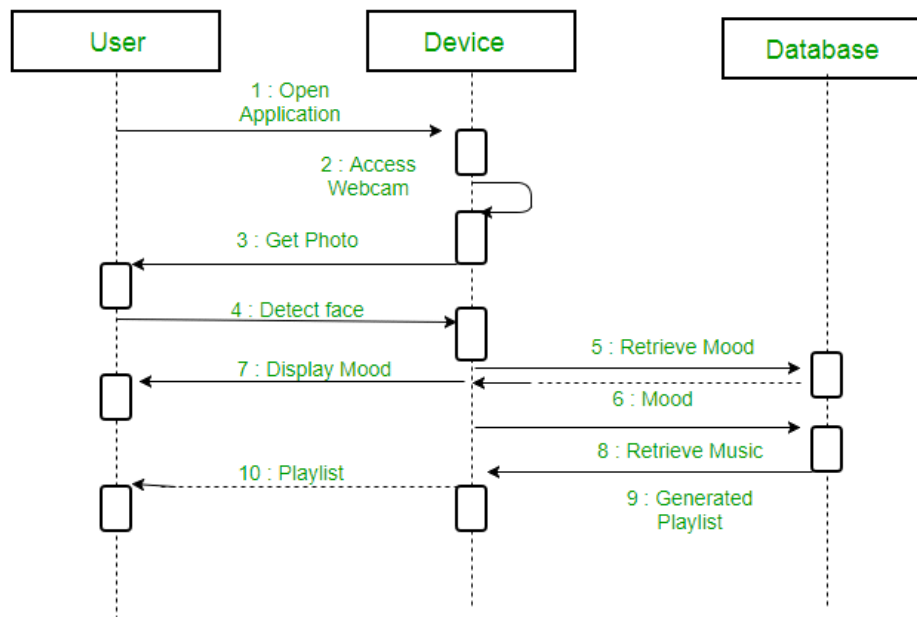 User
Device
Database
1 : Open
Application
2 : Access
Webcam
3 : Get Photo
4 : Detect face
5 : Retrieve Mood
7 : Display Mood
6 : Mood
8 : Retrieve Music
10 : Playlist
9 : Generated
Playlist